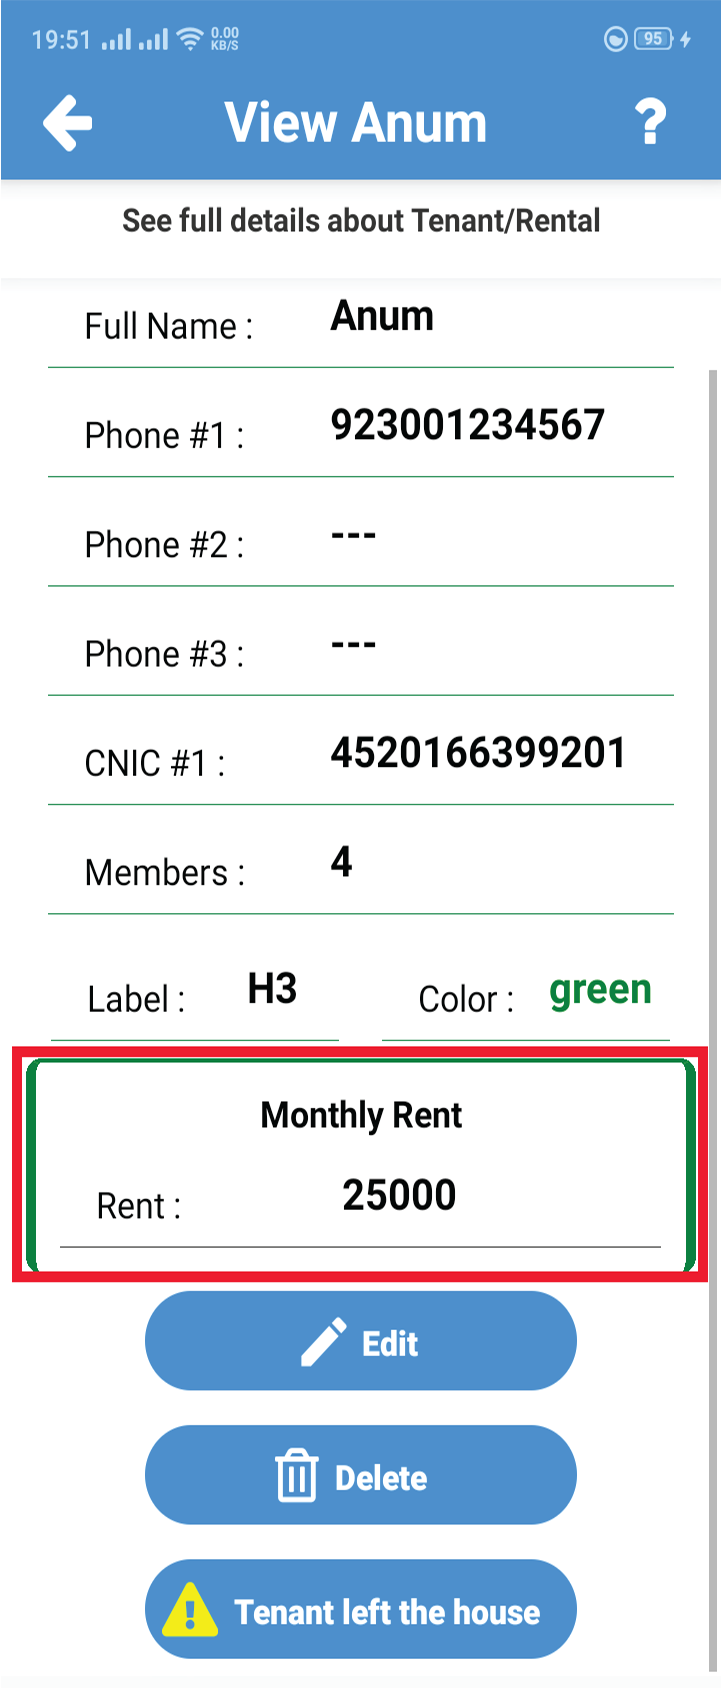 19:51 0.00 KB/S 95
View Anum ?
See full details about Tenant/Rental
Full Name : Anum
Phone #1 : 923001234567
Phone #2 : ---
Phone #3 : ---
CNIC #1 : 4520166399201
Members : 4
Label : H3 Color : green
Monthly Rent
Rent : 25000
Edit
Delete
Tenant left the house